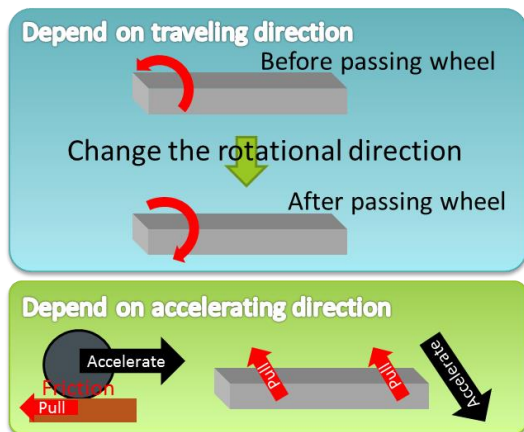 Depend on traveling direction
Before passing wheel
Change the rotational direction
After passing wheel
Depend on accelerating direction
Accelerate
Friction
Pull
Pull
Pull
Accelerate